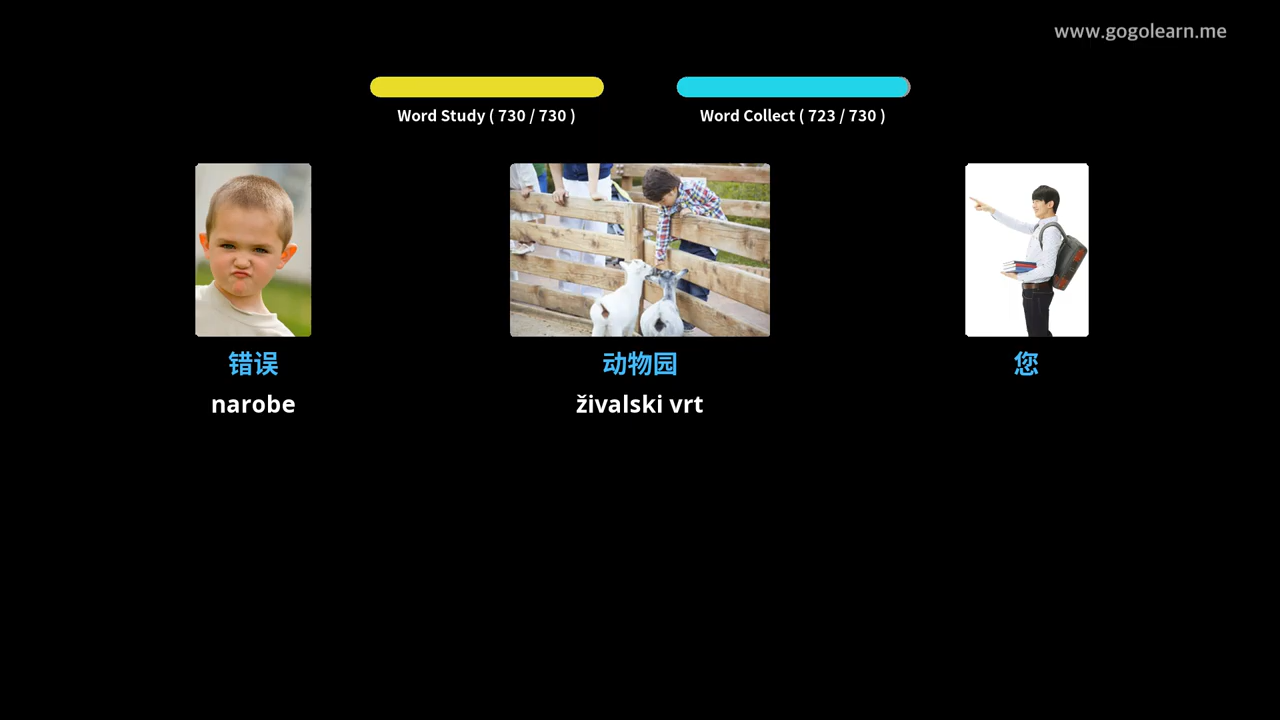 www.gogolearn.me
Word Study ( 730 / 730 )
Word Collect ( 723 / 730 )
错误
动物园
您
narobe
živalski vrt